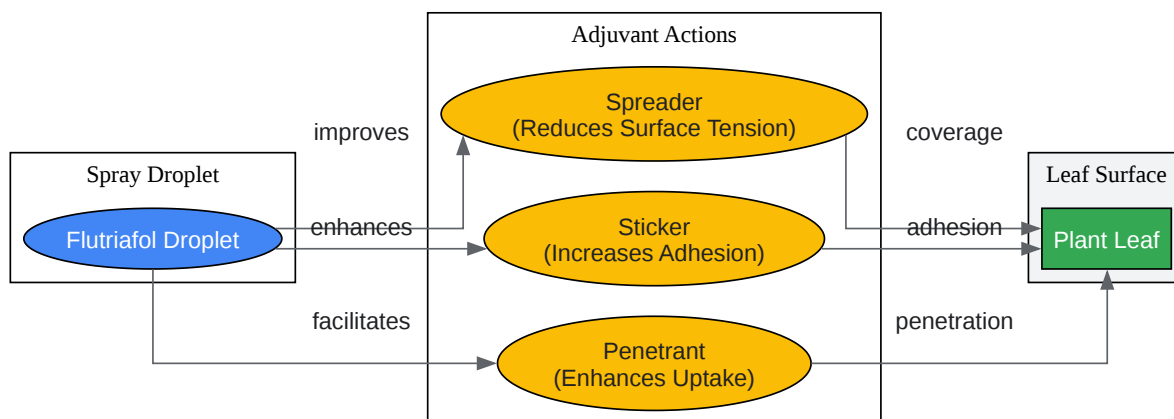 Adjuvant Actions
Spreader
(Reduces Surface Tension)
improves
coverage
Spray Droplet
Leaf Surface
Flutriafol Droplet
enhances
Sticker
(Increases Adhesion)
adhesion
Plant Leaf
facilitates
penetration
Penetrant
(Enhances Uptake)